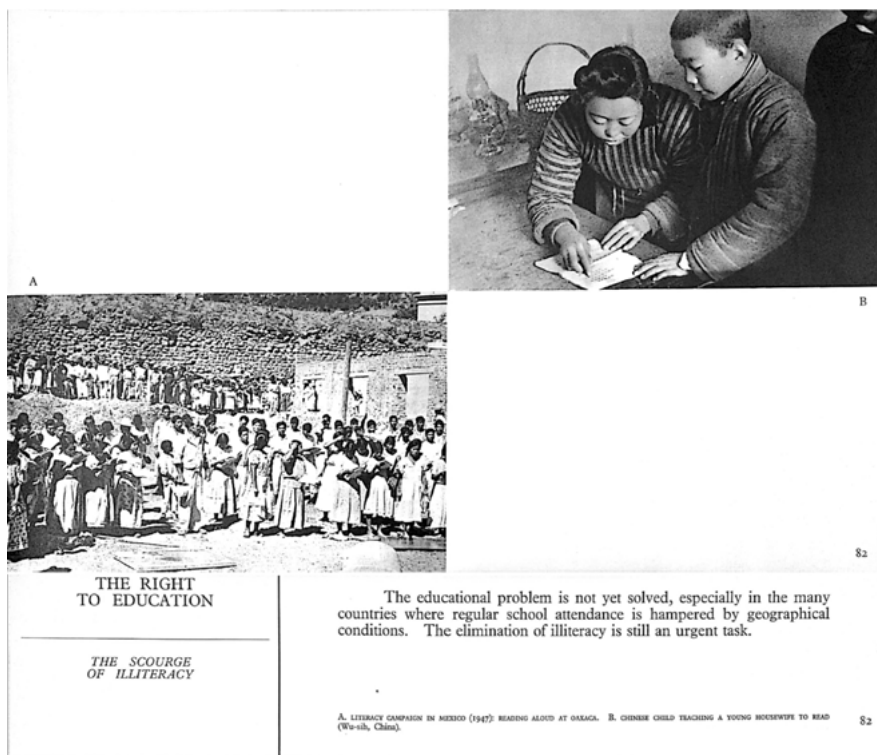 A
B
82
THE RIGHT
TO EDUCATION
THE SCOURGE
OF ILLITERACY
The educational problem is not yet solved, especially in the many
countries where regular school attendance is hampered by geographical
conditions. The elimination of illiteracy is still an urgent task.
A. LITERACY CAMPAIGN IN MEXICO (1947): READING ALOUD AT OAXACA. B. CHINESE CHILD TEACHING A YOUNG HOUSEWIFE TO READ
(Wu-sih, China).
82